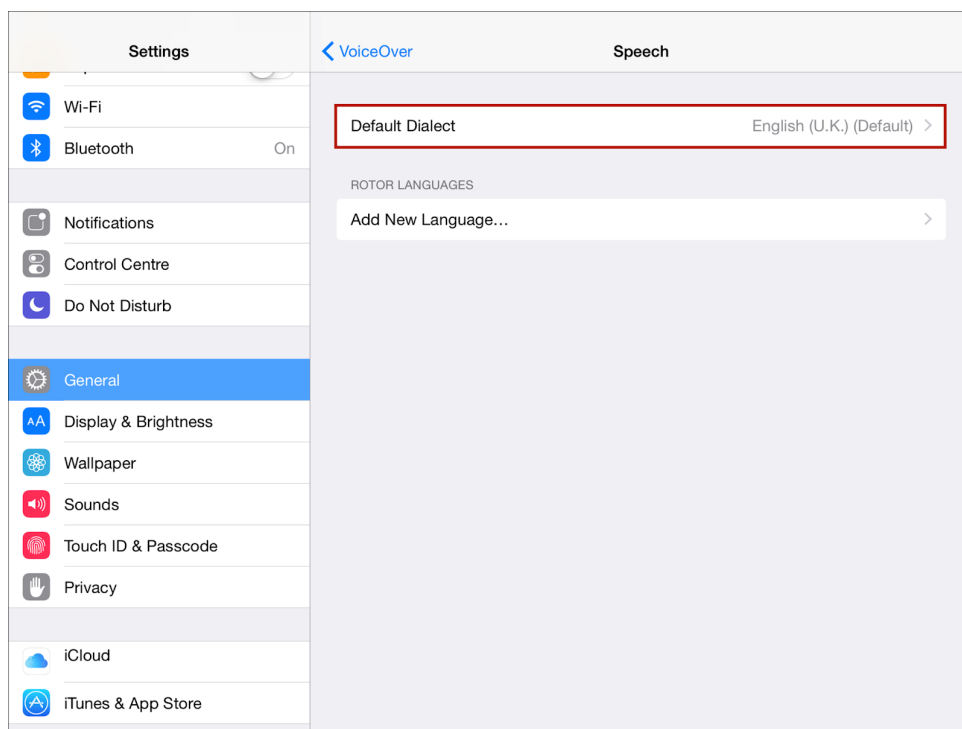 Settings
VoiceOver
Speech
Wi-Fi
Bluetooth On
Notifications
Control Centre
Do Not Disturb
General
AA Display & Brightness
Wallpaper
Sounds
Touch ID & Passcode
Privacy
iCloud
iTunes & App Store
Default Dialect English (U.K.) (Default)
ROTOR LANGUAGES
Add New Language...